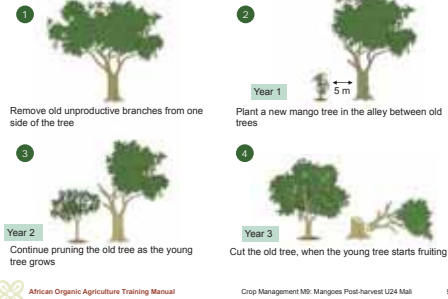 1
Remove old unproductive branches from one
side of the tree
2
Year 1
5 m
Plant a new mango tree in the alley between old
trees
3
Year 2
Continue pruning the old tree as the young
tree grows
4
Year 3
Cut the old tree, when the young tree starts fruiting
African Organic Agriculture Training Manual
Crop Management M9: Mangoes Post-harvest U24 Mali